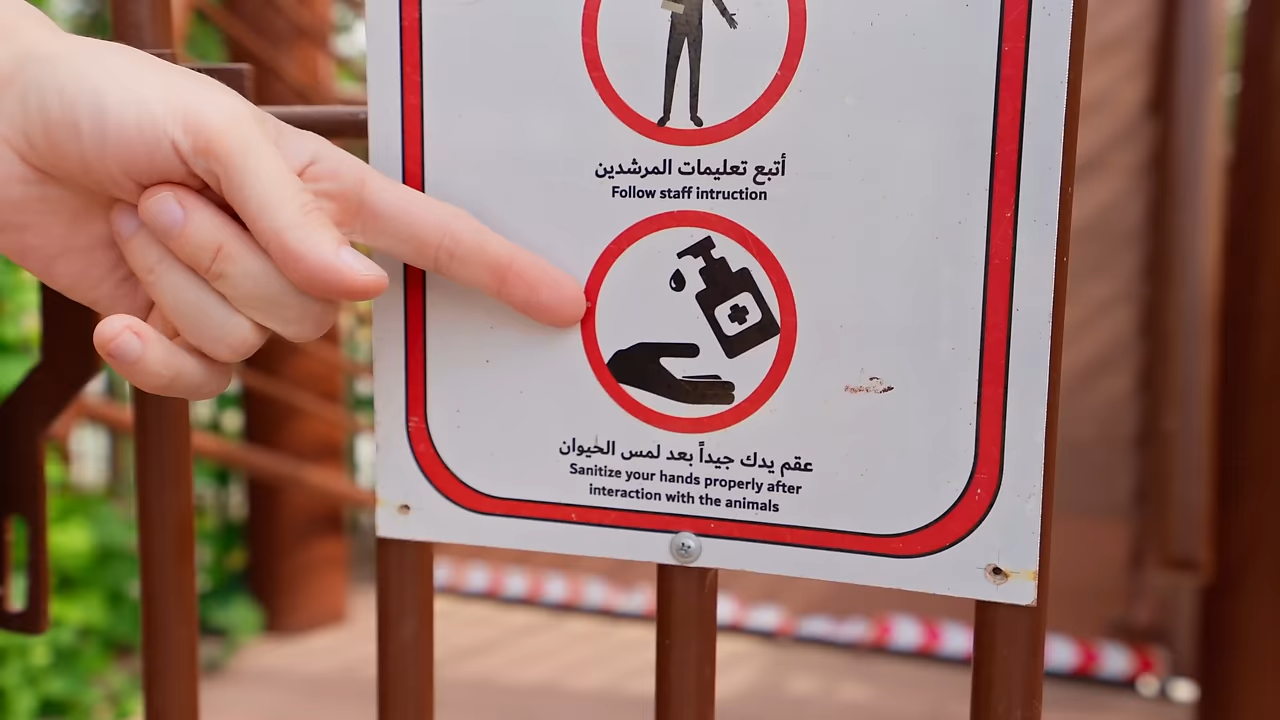 أتبع تعليمات المرشدين
Follow staff intruction
عقم يدك جيداً بعد لمس الحيوان
Sanitize your hands properly after
interaction with the animals